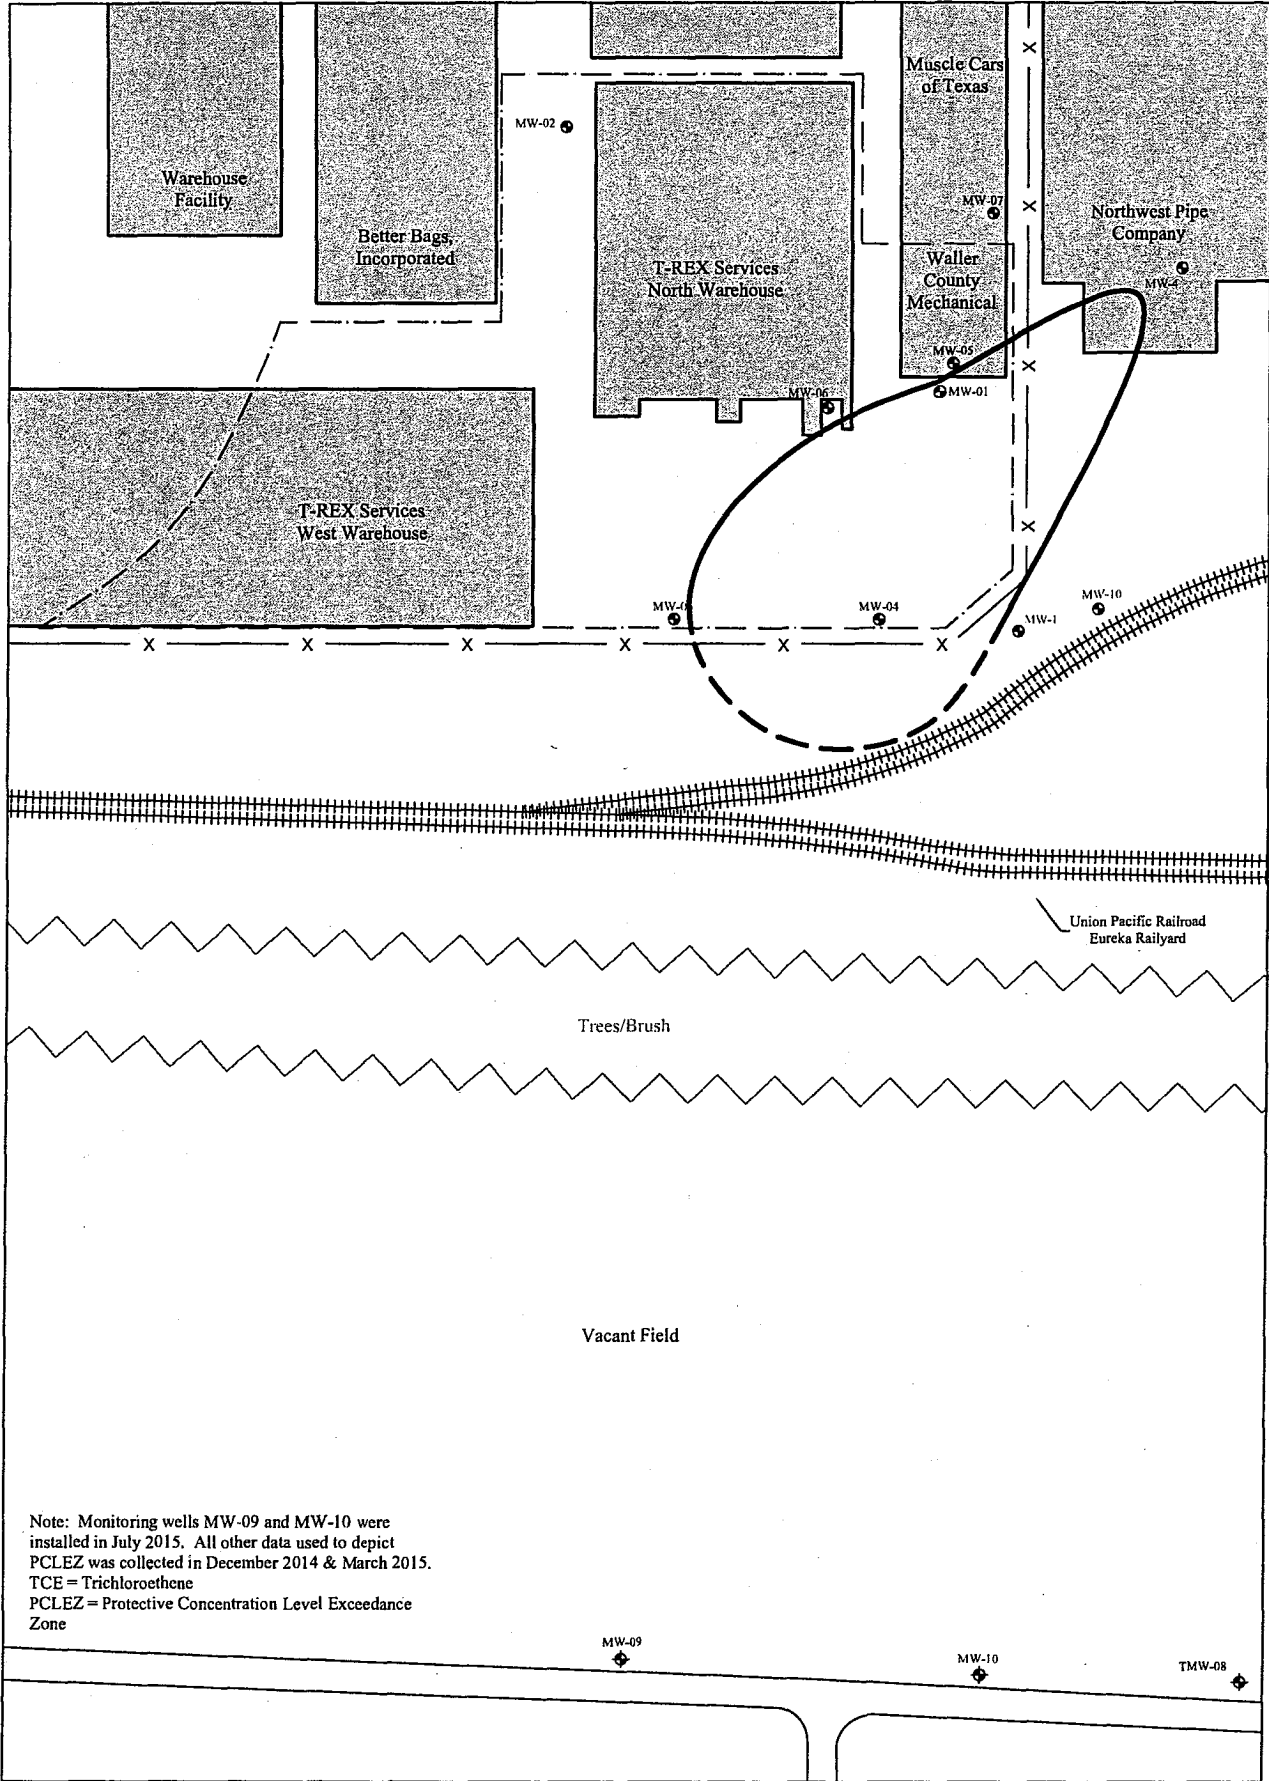 Muscle Cars
of Texas
MW-02
Warehouse
Facility
MW-07
Northwest Pipe
Company
Better Bags,
Incorporated
T-REX Services
North Warehouse
Waller
County
Mechanical
MW-4
MW-05
MW-06
MW-01
T-REX Services
West Warehouse
X
X
X
X
MW-04
MW-10
MW-1
X
X
X
X
X
X
Union Pacific Railroad
Eureka Railyard
Trees/Brush
Vacant Field
Note: Monitoring wells MW-09 and MW-10 were
installed in July 2015. All other data used to depict
PCLEZ was collected in December 2014 & March 2015.
TCE = Trichloroethene
PCLEZ = Protective Concentration Level Exceedance
Zone
MW-09
MW-10
TMW-08